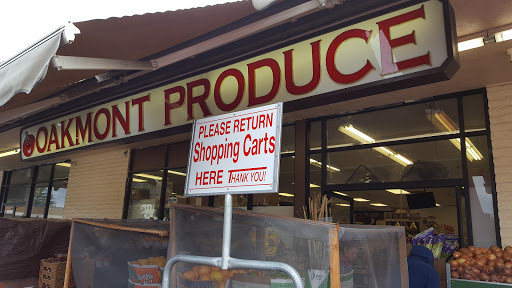 OAKMONT PRODUCE
PLEASE RETURN
Shopping Carts
HERE THANK YOU!